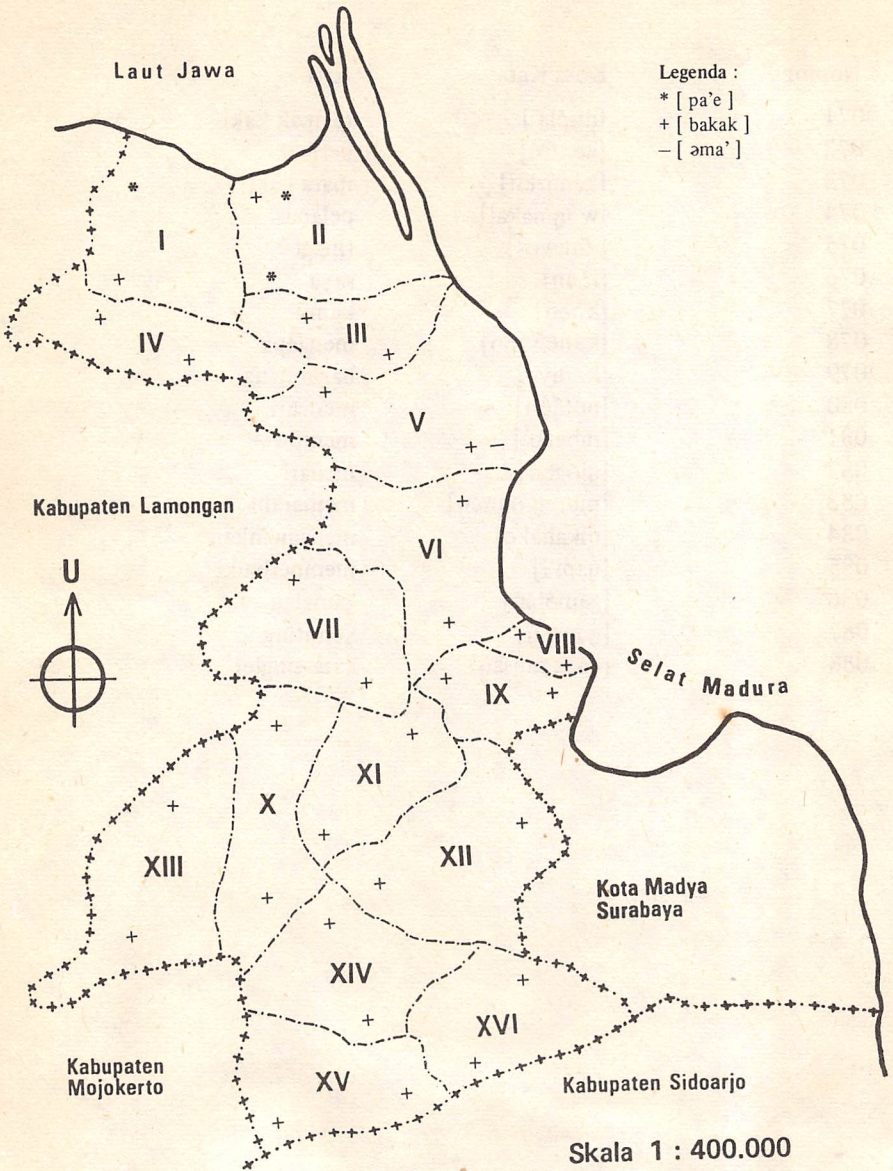 Laut Jawa
Legenda :
* [ pa'e ]
+ [ bakak ]
– [ əma' ]
I
II
III
IV
V
Kabupaten Lamongan
VI
U
VII
VIII
Selat Madura
IX
XI
X
XII
XIII
Kota Madya
Surabaya
XIV
XVI
Kabupaten
Mojokerto
XV
Kabupaten Sidoarjo
Skala 1 : 400.000